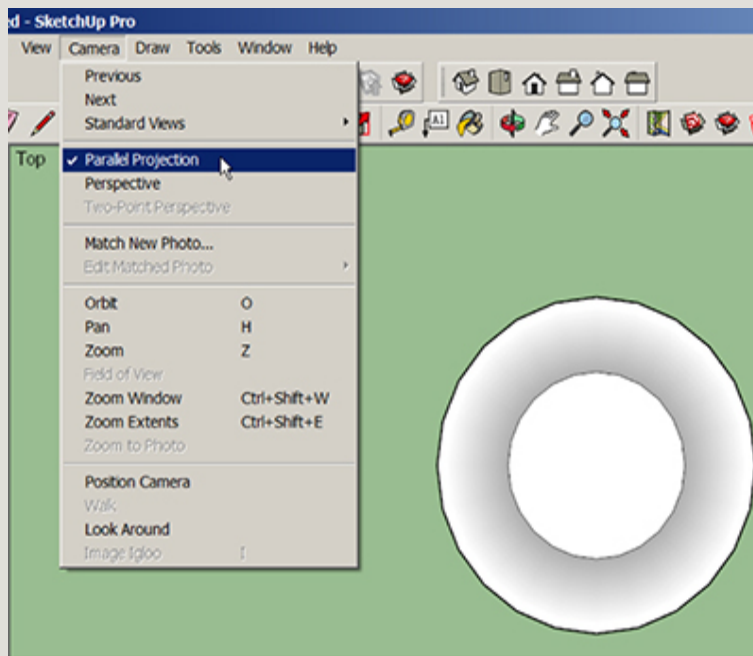 ed - SketchUp Pro
View Camera Draw Tools Window Help
Previous
Next
Standard Views
A1
Top
Parallel Projection
Perspective
Two-Point Perspective
Match New Photo...
Edit Matched Photo
Orbit O
Pan H
Zoom Z
Field of View
Zoom Window Ctrl+Shift+W
Zoom Extents Ctrl+Shift+E
Zoom to Photo
Position Camera
Walk
Look Around
Image Igloo I